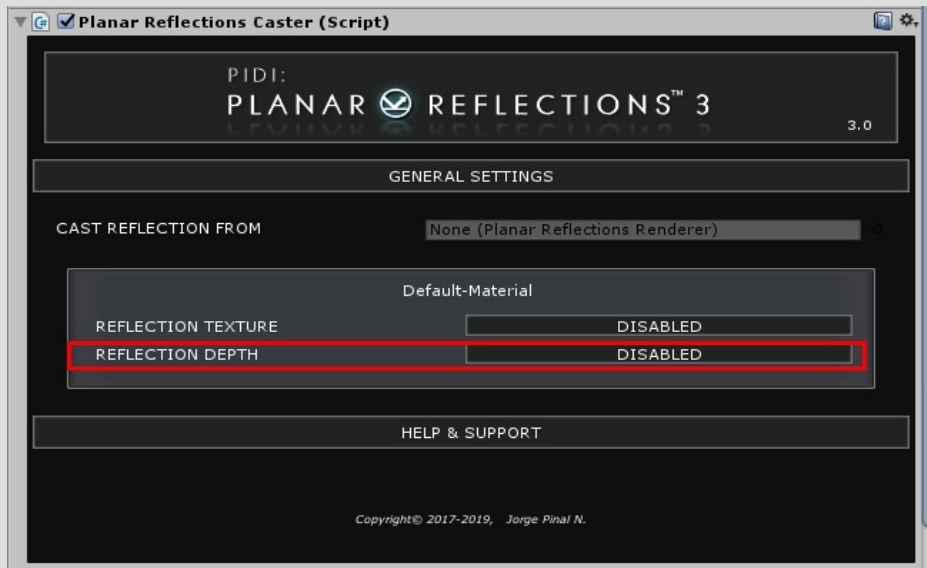 Planar Reflections Caster (Script)
PIDI:
PLANAR REFLECTIONS™ 3
3.0
GENERAL SETTINGS
CAST REFLECTION FROM None (Planar Reflections Renderer)
Default-Material
REFLECTION TEXTURE DISABLED
REFLECTION DEPTH DISABLED
HELP & SUPPORT
Copyright© 2017-2019, Jorge Pinal N.